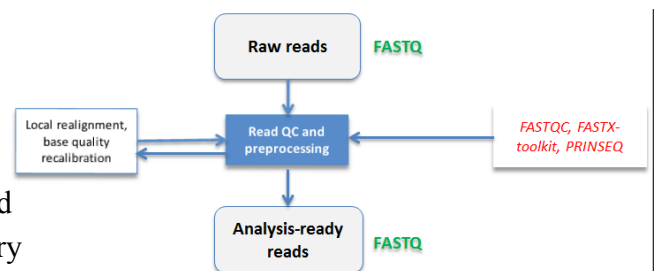 Raw reads
FASTQ
Local realignment,
base quality
recalibration
Read QC and
preprocessing
FASTQC, FASTX-
toolkit, PRINSEQ
d
ry
Analysis-ready
reads
FASTQ